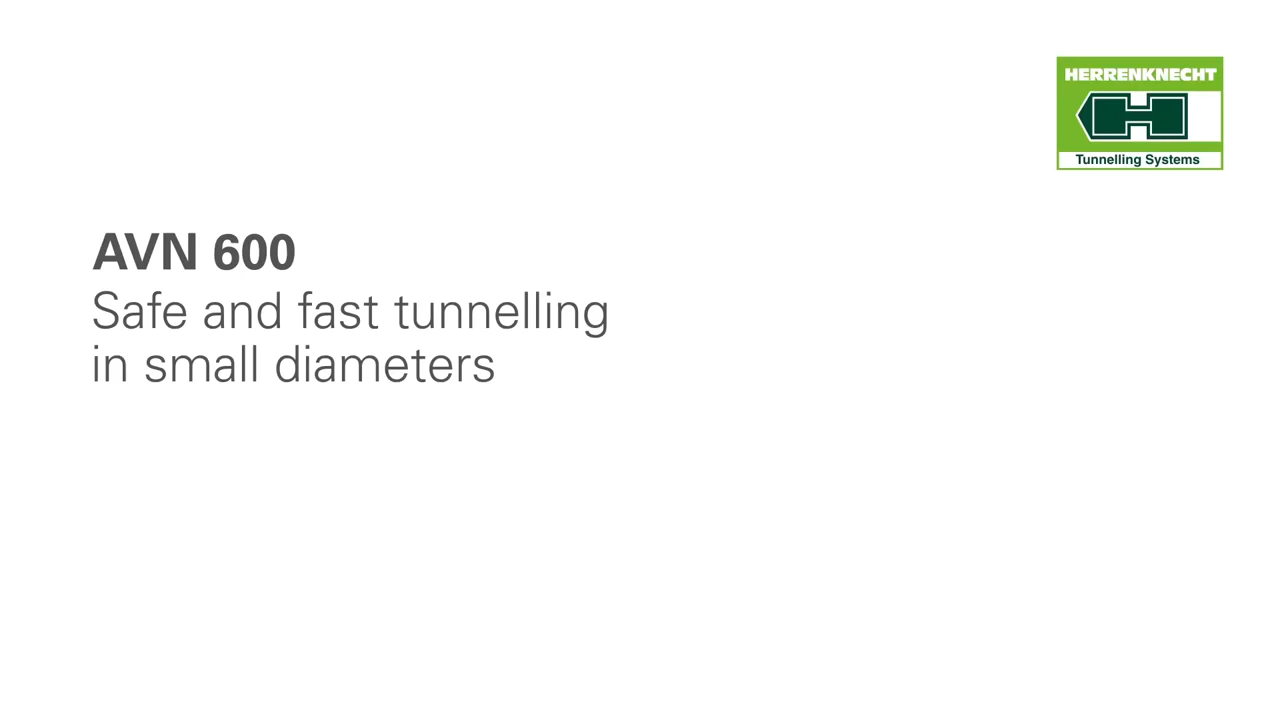 HERRENKNECHT
Tunnelling Systems
AVN 600
Safe and fast tunnelling
in small diameters